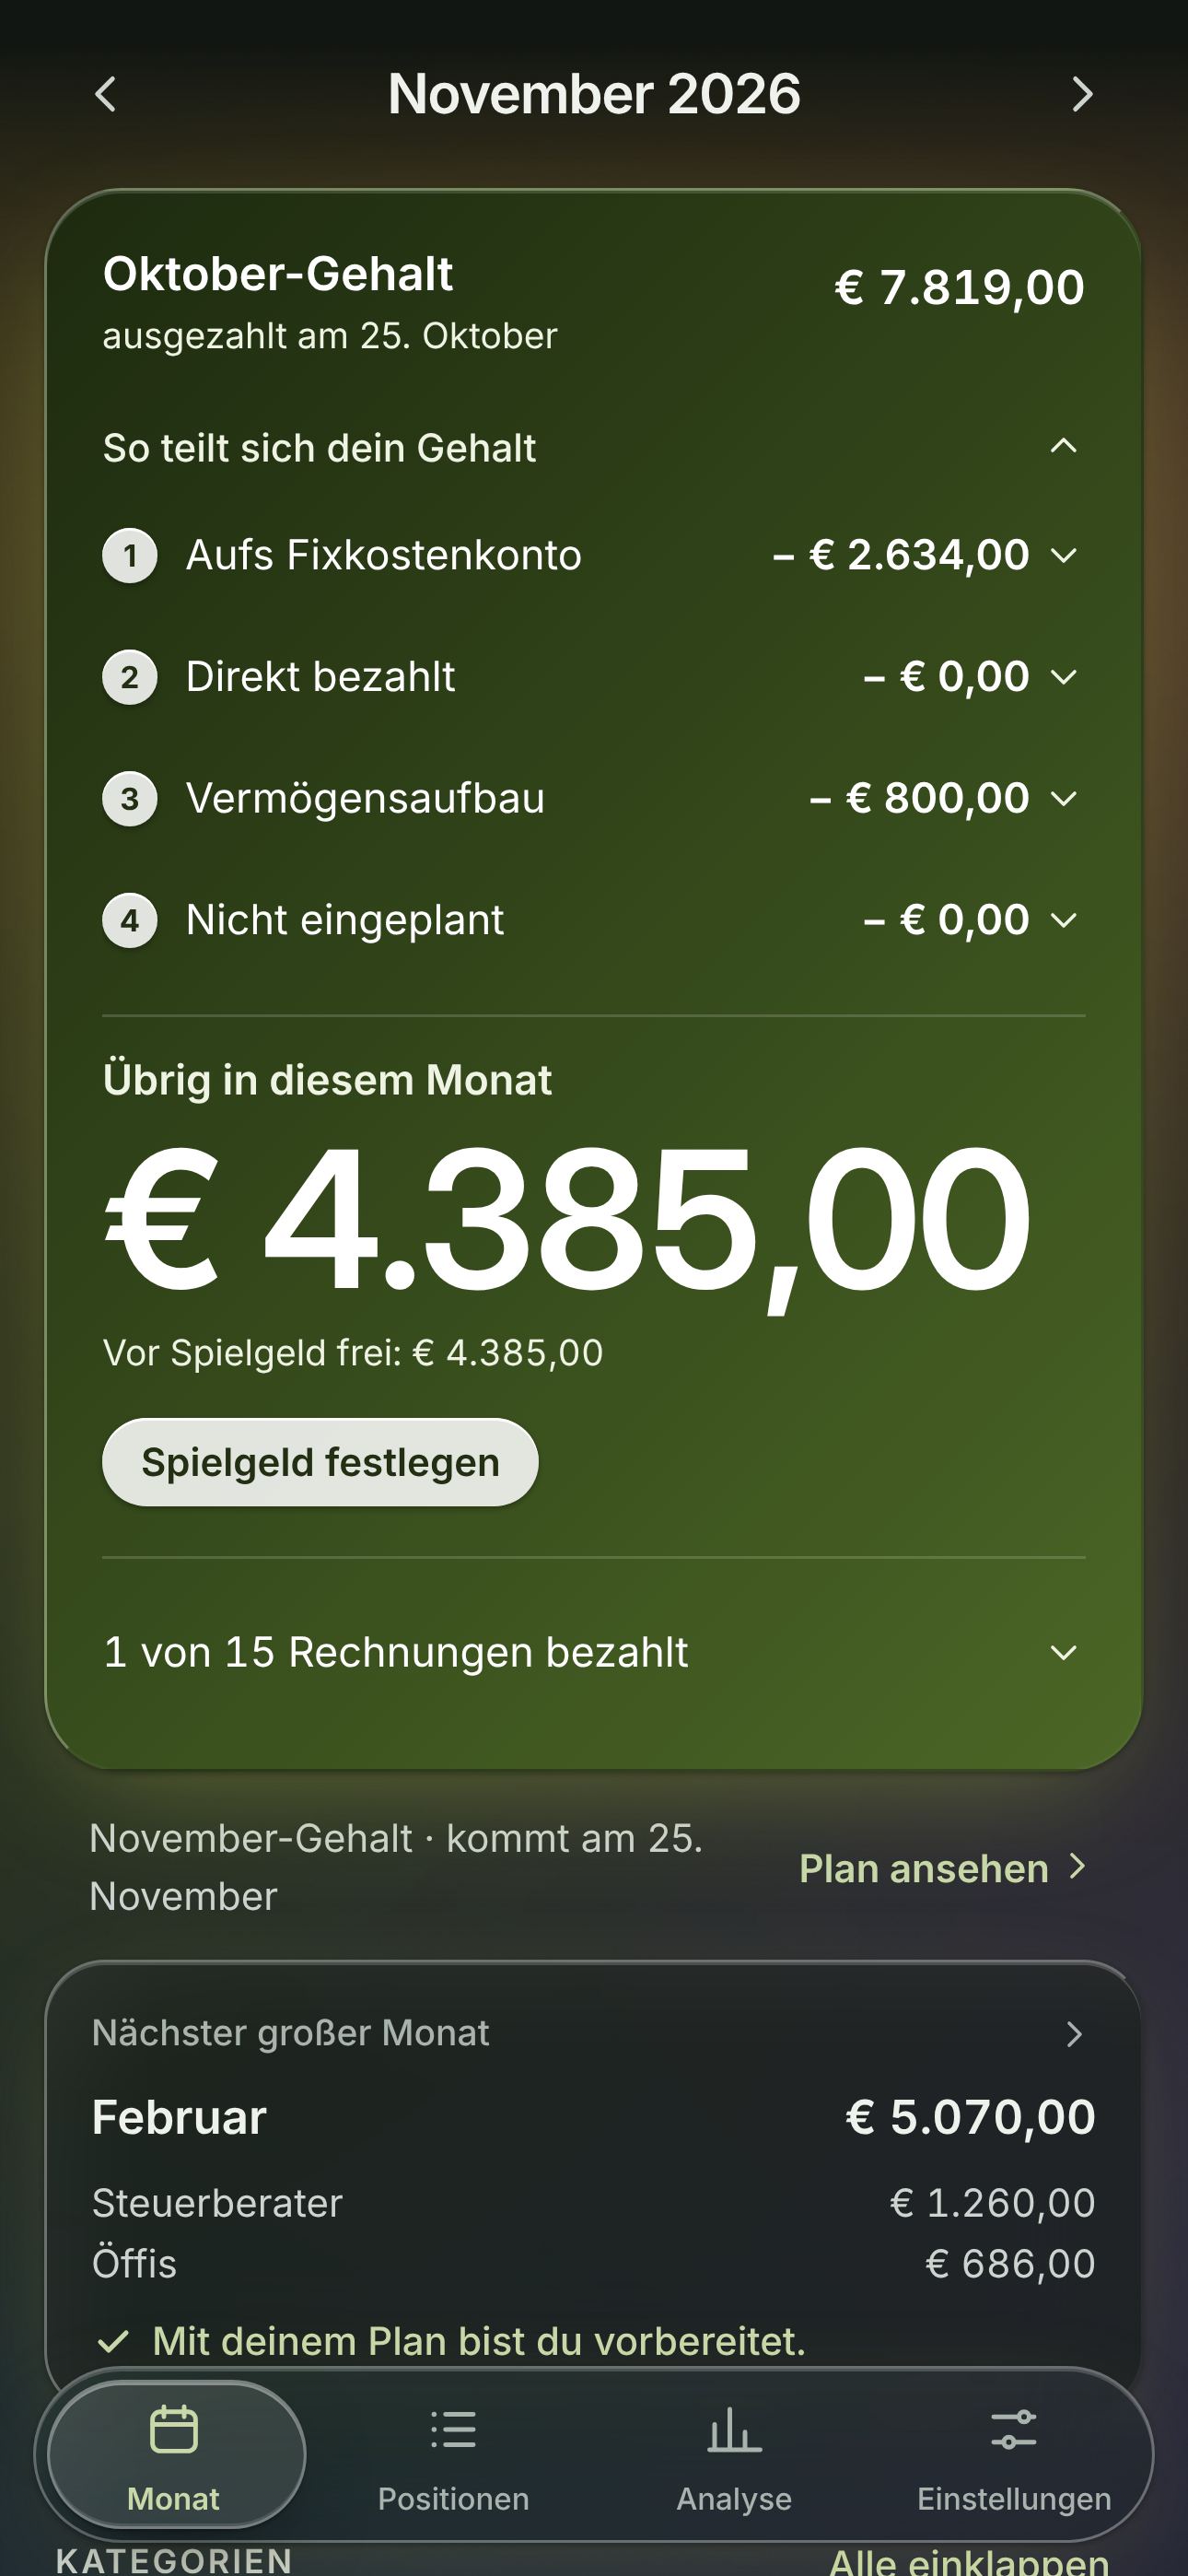 November 2026
Oktober-Gehalt
€ 7.819,00
ausgezahlt am 25. Oktober
So teilt sich dein Gehalt
1 Aufs Fixkostenkonto – € 2.634,00
2 Direkt bezahlt – € 0,00
3 Vermögensaufbau – € 800,00
4 Nicht eingeplant – € 0,00
Übrig in diesem Monat
€ 4.385,00
Vor Spielgeld frei: € 4.385,00
Spielgeld festlegen
1 von 15 Rechnungen bezahlt
November-Gehalt · kommt am 25.
November
Plan ansehen
Nächster großer Monat
Februar € 5.070,00
Steuerberater € 1.260,00
Öffis € 686,00
Mit deinem Plan bist du vorbereitet.
Monat Positionen Analyse Einstellungen
KATEGORIEN Alle einklappen